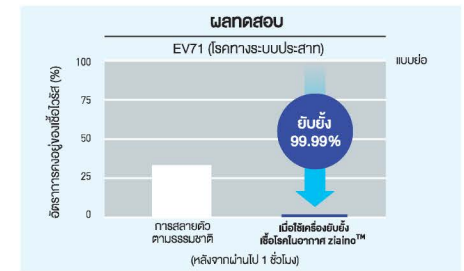 ผลทดสอบ
EV71 (โรคทางระบบประสาท)
แบบย่อ
อัตราการคงอยู่ของเชื้อไวรัส (%)
100
75
50
25
0
ยับยั้ง
99.99%
การสลายตัว
ตามธรรมชาติ
เมื่อใช้เครื่องยับยั้ง
เชื้อโรคในอากาศ ziaino™
(หลังจากผ่านไป 1 ชั่วโมง)